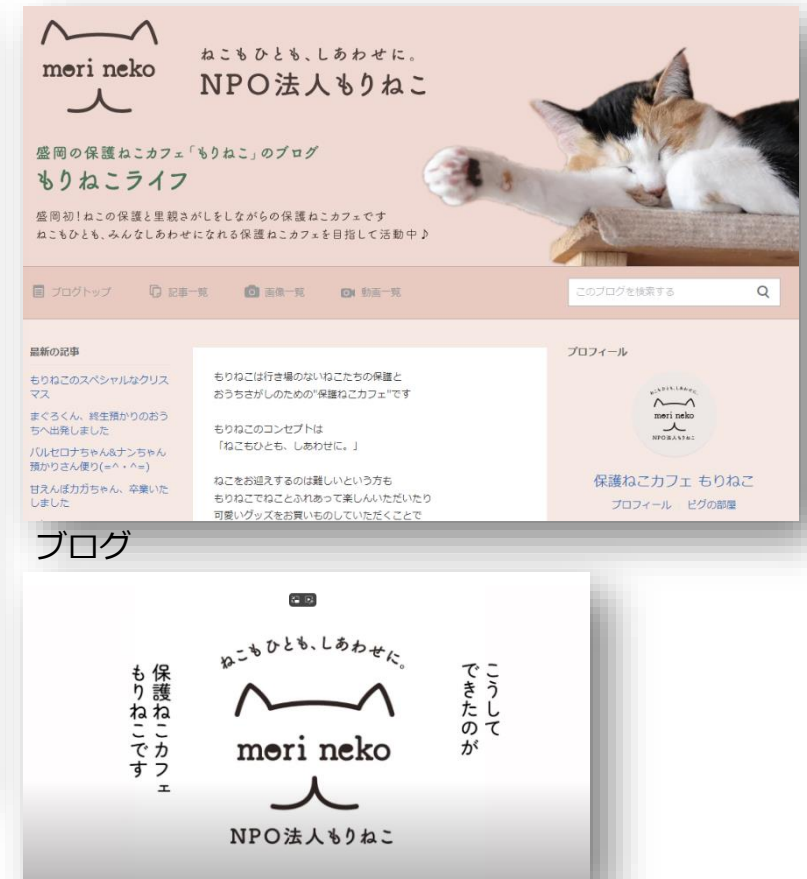 mori neko
ねこもひとも、しあわせに。
NPO法人もりねこ
盛岡の保護ねこカフェ「もりねこ」のブログ
もりねこライフ
盛岡初!ねこの保護と里親さがしをしながらの保護ねこカフェです
ねこもひとも、みんなしあわせになれる保護ねこカフェを目指して活動中♪
ブログトップ
記事一覧
画像一覧
動画一覧
このブログを検索する
最新の記事
もりねこのスペシャルなクリス
マス
まぐろくん、終生預かりのおう
ちへ出発しました
バルセロナちゃん&ナンちゃん
預かりさん便り(=^・^=)
甘えんぼカガちゃん、卒業いた
しました
もりねこは行き場のないねこたちの保護と
おうちさがしのための"保護ねこカフェ"です
もりねこのコンセプトは
「ねこもひとも、しあわせに。」
ねこをお迎えするのは難しいという方も
もりねこでねことふれあって楽しんいただいたり
可愛いグッズをお買いものしていただくことで
プロフィール
ねこもひとも、しあわせに。
mori neko
NPO法人もりねこ
保護ねこカフェ もりねこ
プロフィール
ピグの部屋
ブログ
こうして
できたのが
ねこもひとも、しあわせに。
mori neko
NPO法人もりねこ
保護ねこカフェ
もりねこです